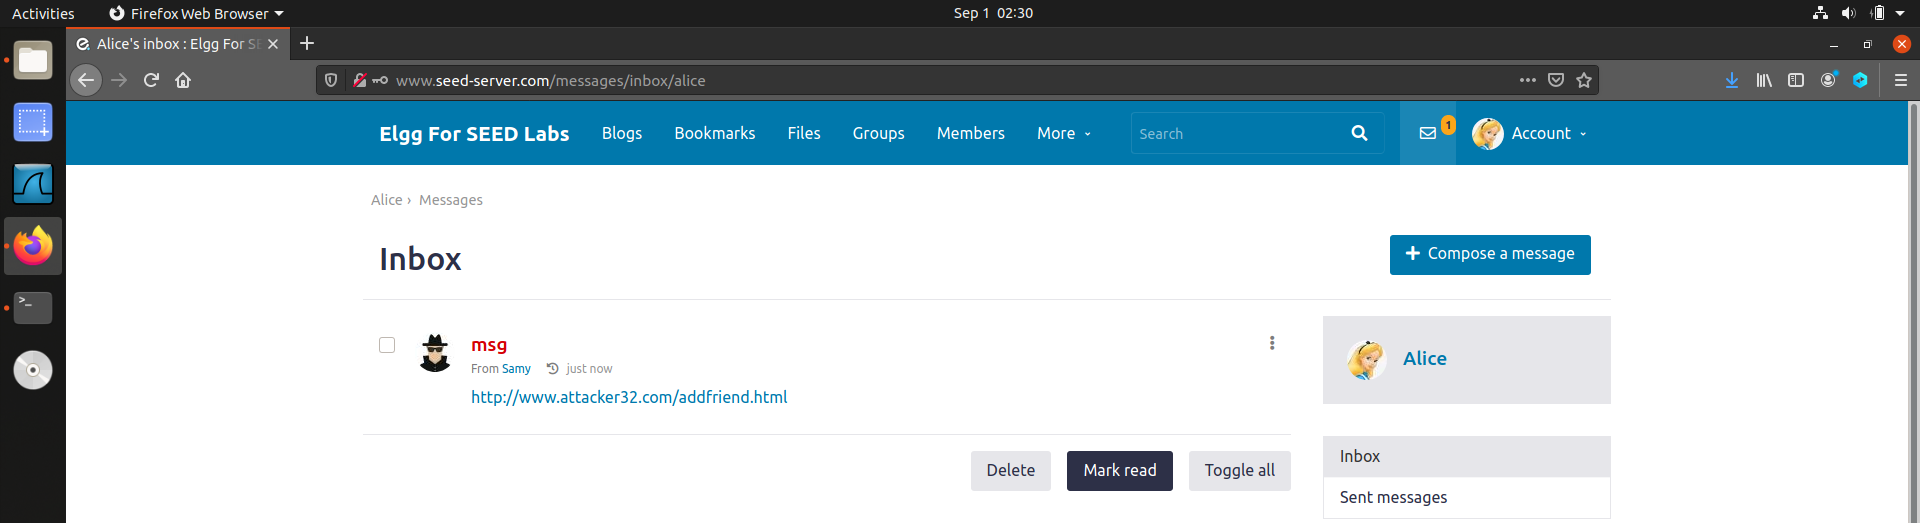 Activities Firefox Web Browser Sep 1 02:30
Alice's inbox : Elgg For SE
www.seed-server.com/messages/inbox/alice
Elgg For SEED Labs Blogs Bookmarks Files Groups Members More Search 1 Account
Alice › Messages
Inbox
+ Compose a message
msg
From Samy just now
http://www.attacker32.com/addfriend.html
Delete Mark read Toggle all
Alice
Inbox
Sent messages